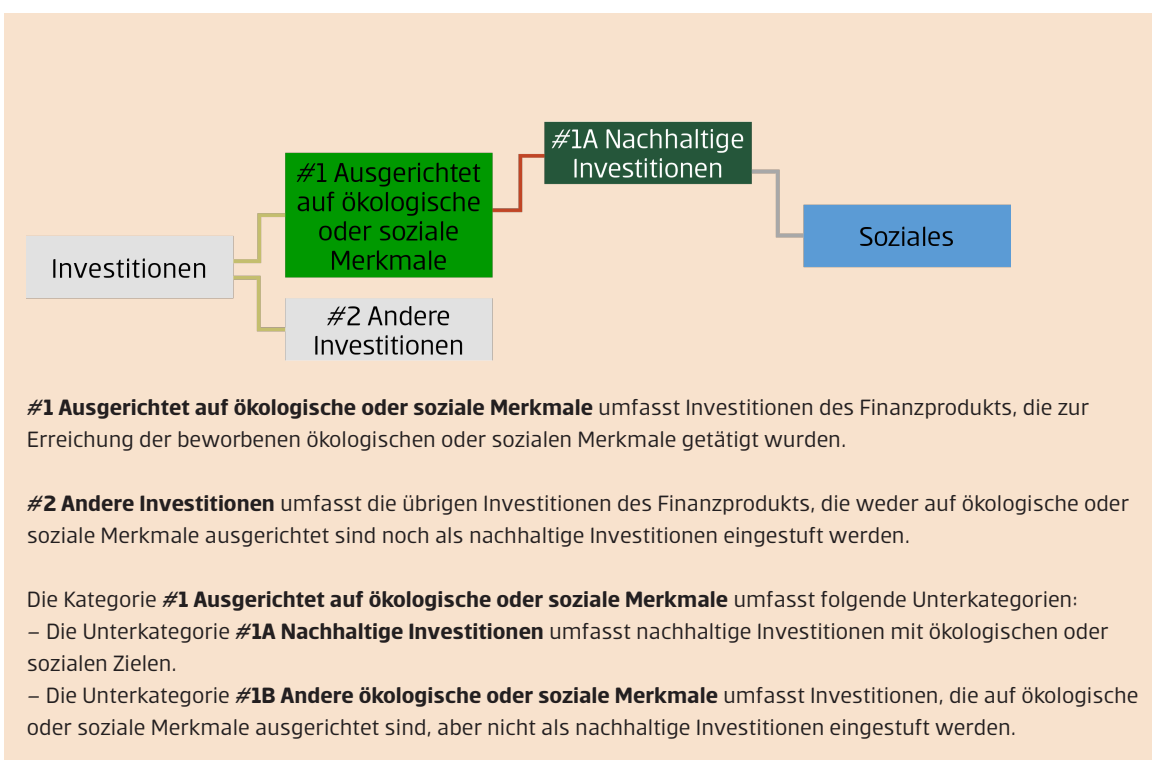 #1A Nachhaltige
Investitionen
#1 Ausgerichtet
auf ökologische
oder soziale
Merkmale
Soziales
Investitionen
#2 Andere
Investitionen
#1 Ausgerichtet auf ökologische oder soziale Merkmale umfasst Investitionen des Finanzprodukts, die zur
Erreichung der beworbenen ökologischen oder sozialen Merkmale getätigt wurden.
#2 Andere Investitionen umfasst die übrigen Investitionen des Finanzprodukts, die weder auf ökologische oder
soziale Merkmale ausgerichtet sind noch als nachhaltige Investitionen eingestuft werden.
Die Kategorie #1 Ausgerichtet auf ökologische oder soziale Merkmale umfasst folgende Unterkategorien:
– Die Unterkategorie #1A Nachhaltige Investitionen umfasst nachhaltige Investitionen mit ökologischen oder
sozialen Zielen.
– Die Unterkategorie #1B Andere ökologische oder soziale Merkmale umfasst Investitionen, die auf ökologische
oder soziale Merkmale ausgerichtet sind, aber nicht als nachhaltige Investitionen eingestuft werden.